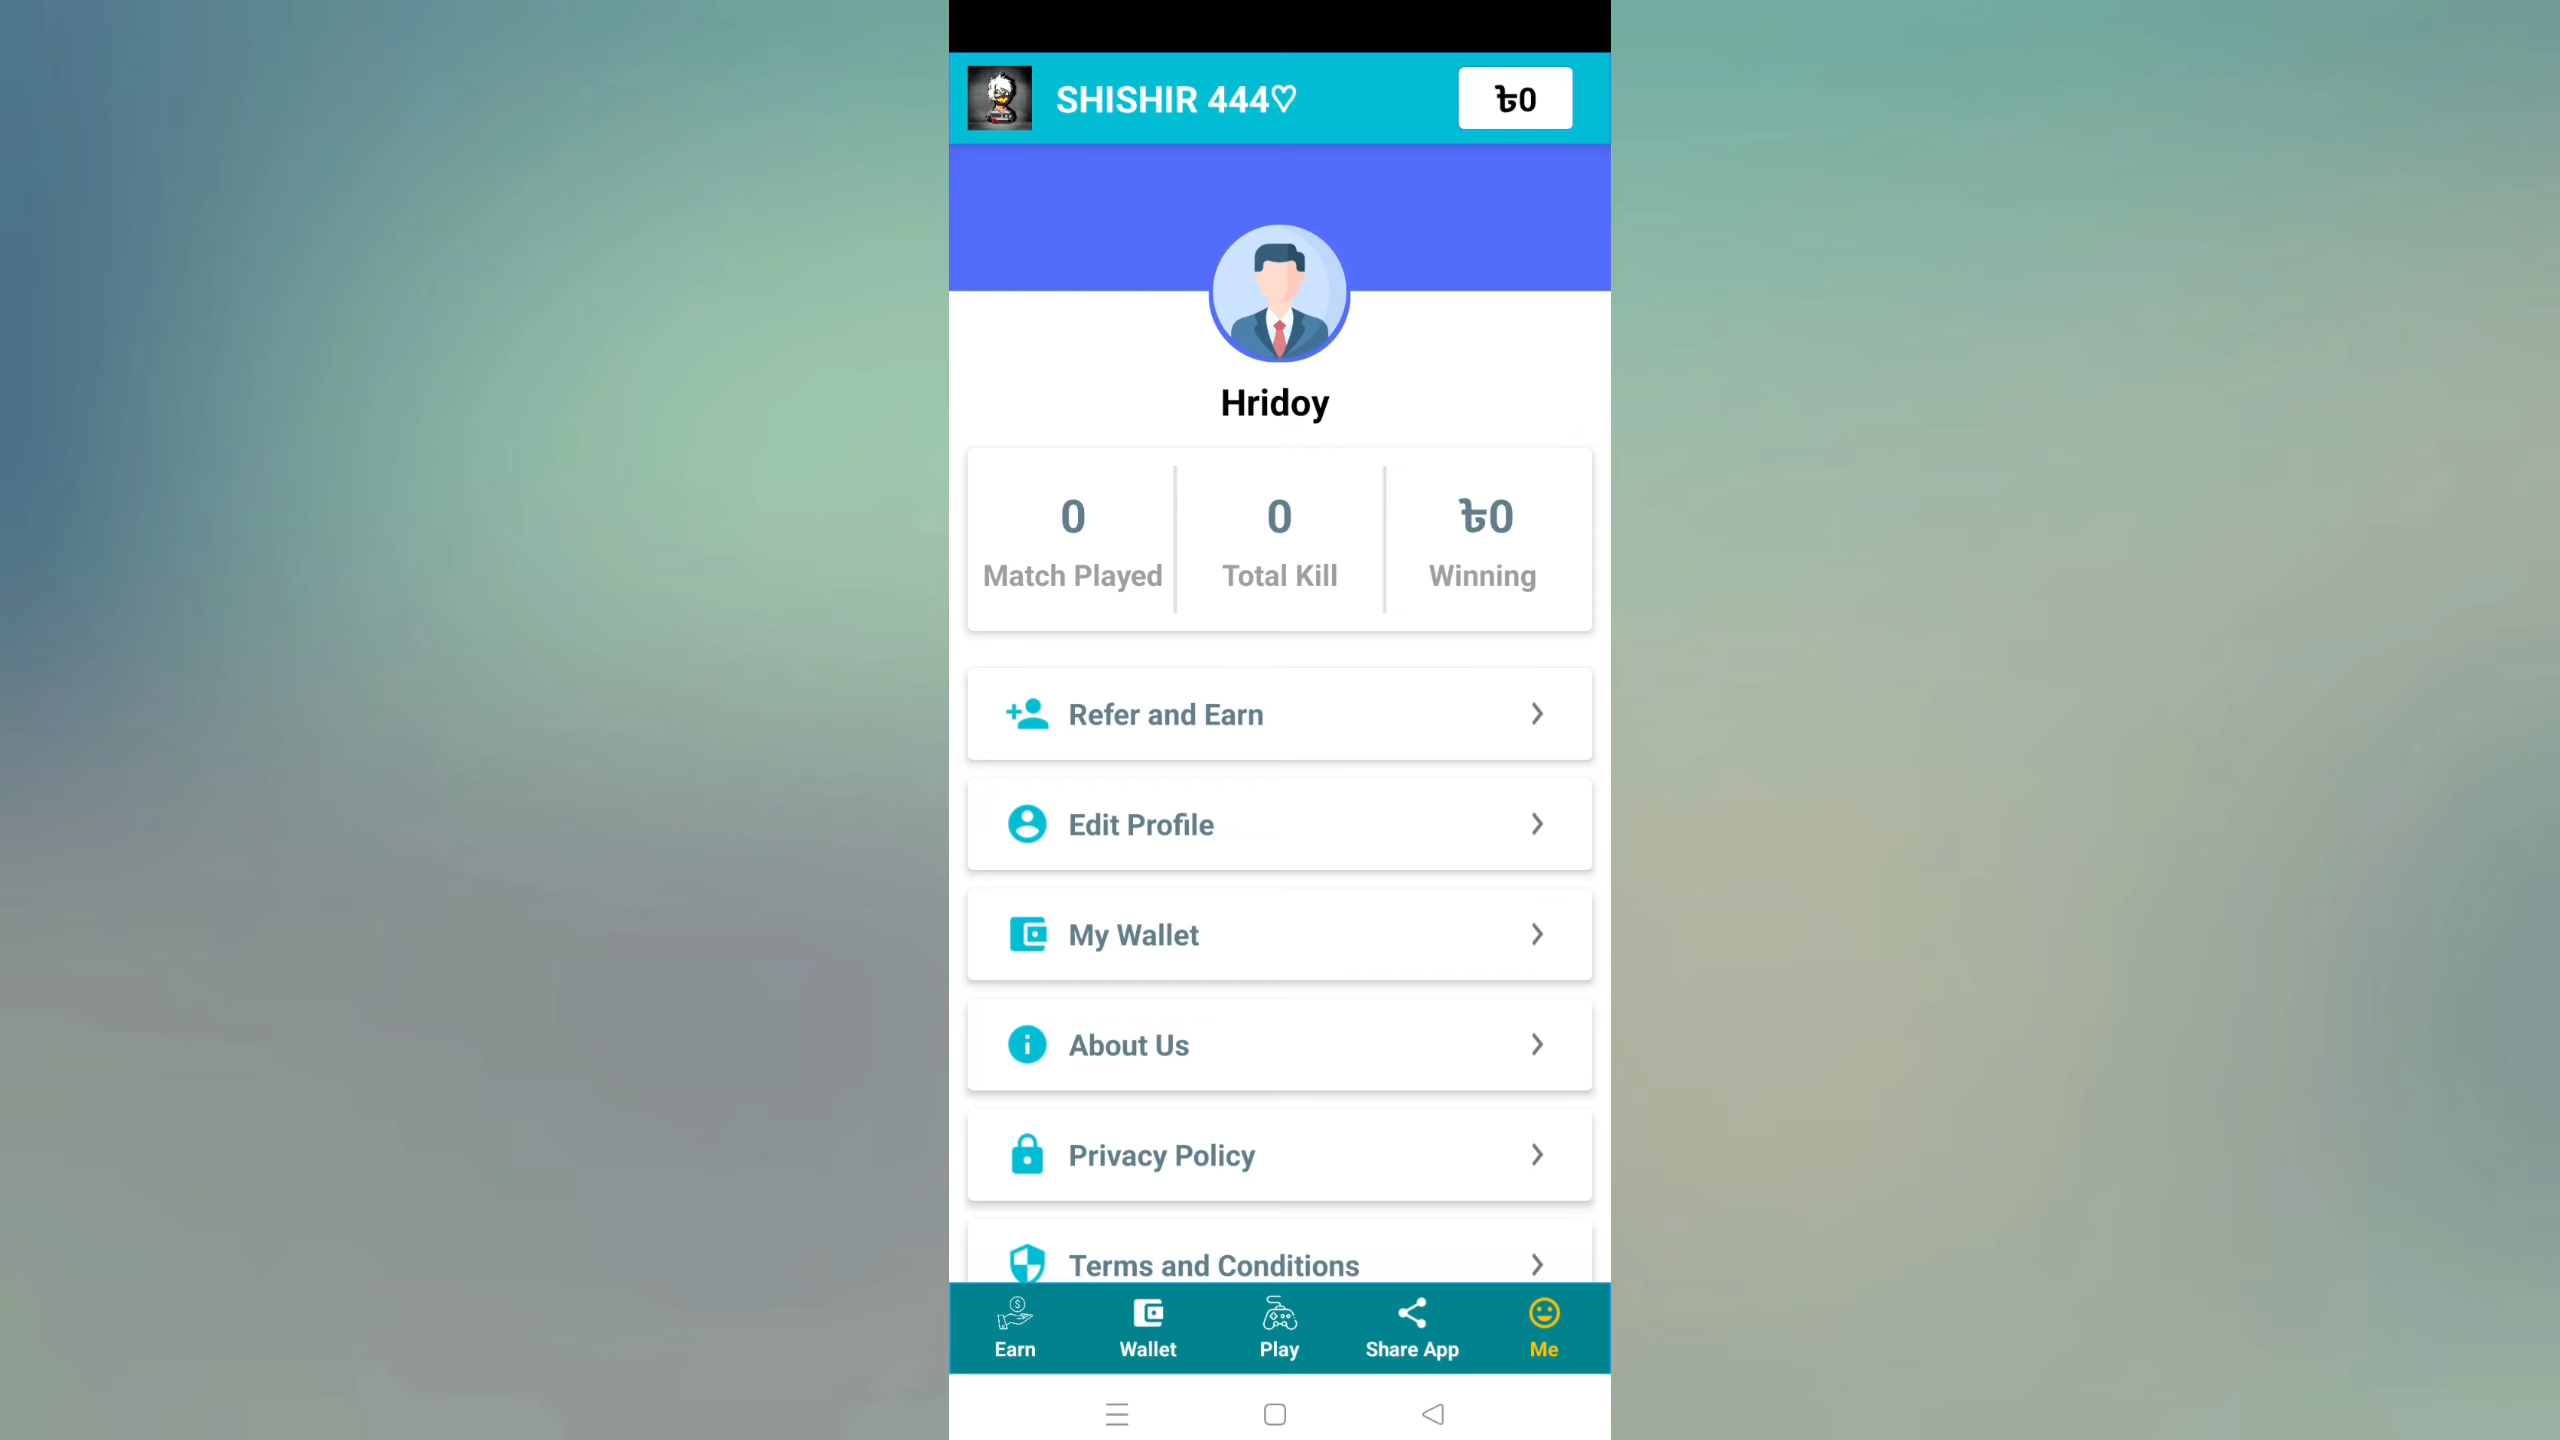 SHISHIR 444♡
৳0
Hridoy
0
0
৳0
Match Played
Total Kill
Winning
Refer and Earn
Edit Profile
My Wallet
About Us
Privacy Policy
Terms and Conditions
Earn
Wallet
Play
Share App
Me